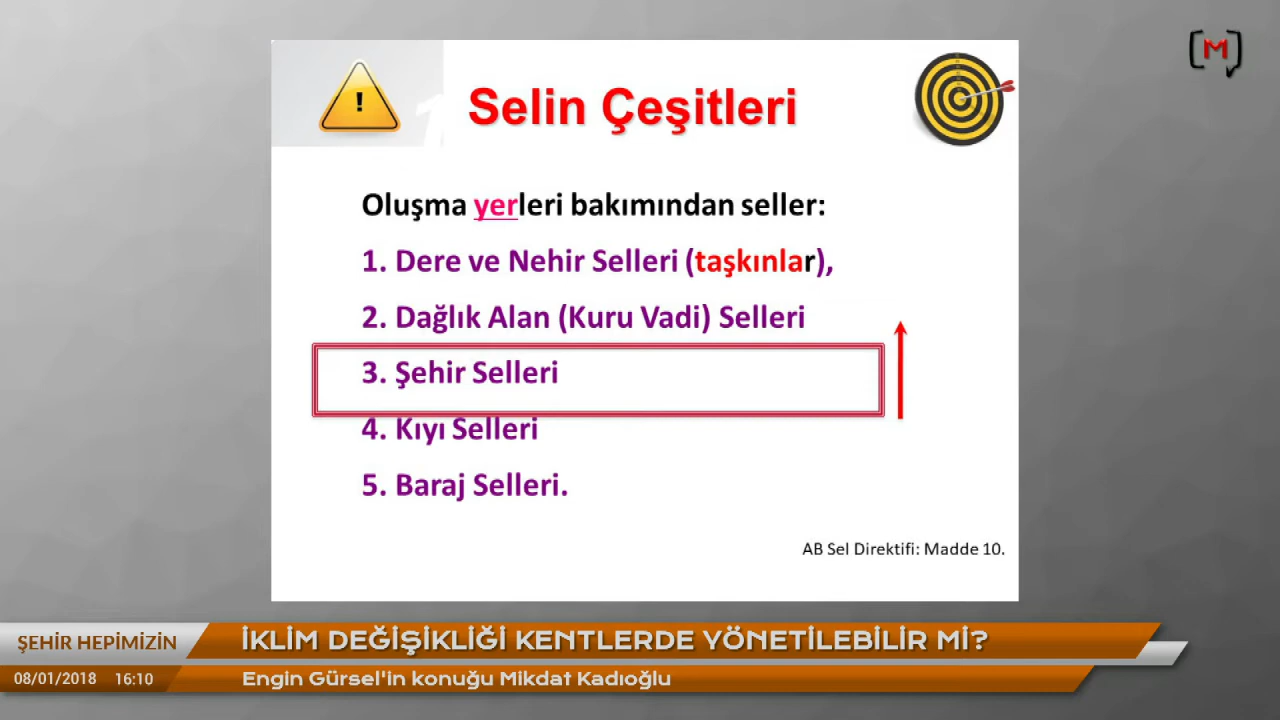 [M]
!
Selin Çeşitleri
Oluşma yerleri bakımından seller:
1. Dere ve Nehir Selleri (taşkınlar),
2. Dağlık Alan (Kuru Vadi) Selleri
3. Şehir Selleri
4. Kıyı Selleri
5. Baraj Selleri.
AB Sel Direktifi: Madde 10.
ŞEHİR HEPİMİZİN
İKLİM DEĞİŞİKLİĞİ KENTLERDE YÖNETİLEBİLİR Mİ?
08/01/2018 16:10
Engin Gürsel'in konuğu Mikdat Kadıoğlu